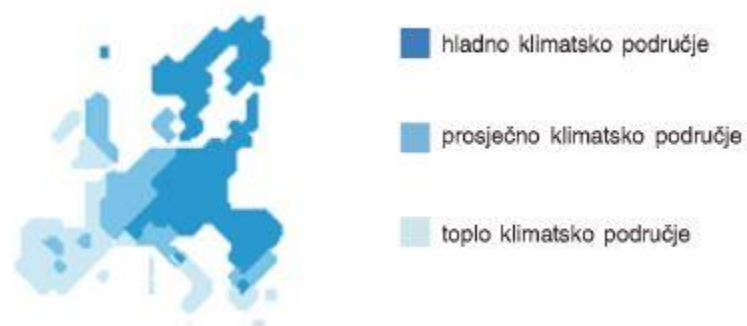 hladno klimatsko područje
prosječno klimatsko područje
toplo klimatsko područje